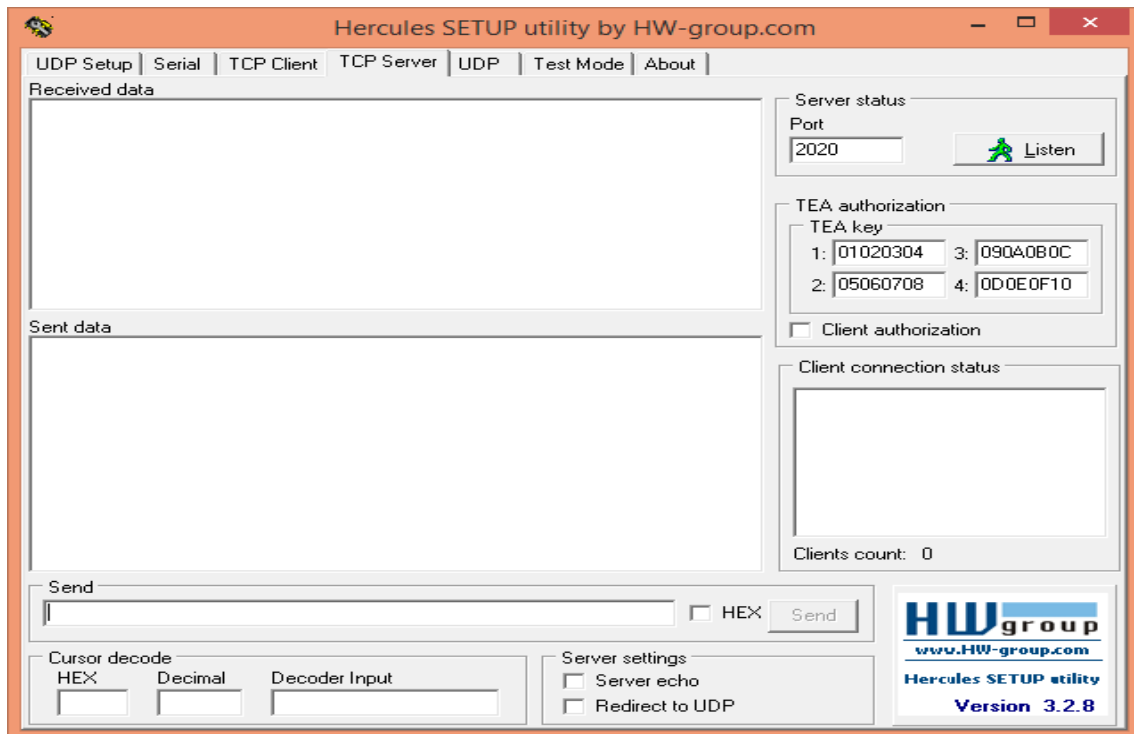 Hercules SETUP utility by HW-group.com
UDP Setup Serial TCP Client TCP Server UDP Test Mode About
Received data
Server status
Port
2020 Listen
TEA authorization
TEA key
1: 01020304 3: 090A0B0C
2: 05060708 4: 0D0E0F10
Client authorization
Sent data
Client connection status
Clients count: 0
Send
HEX Send
Cursor decode
HEX Decimal Decoder Input
Server settings
Server echo
Redirect to UDP
HW group
www.HW-group.com
Hercules SETUP utility
Version 3.2.8